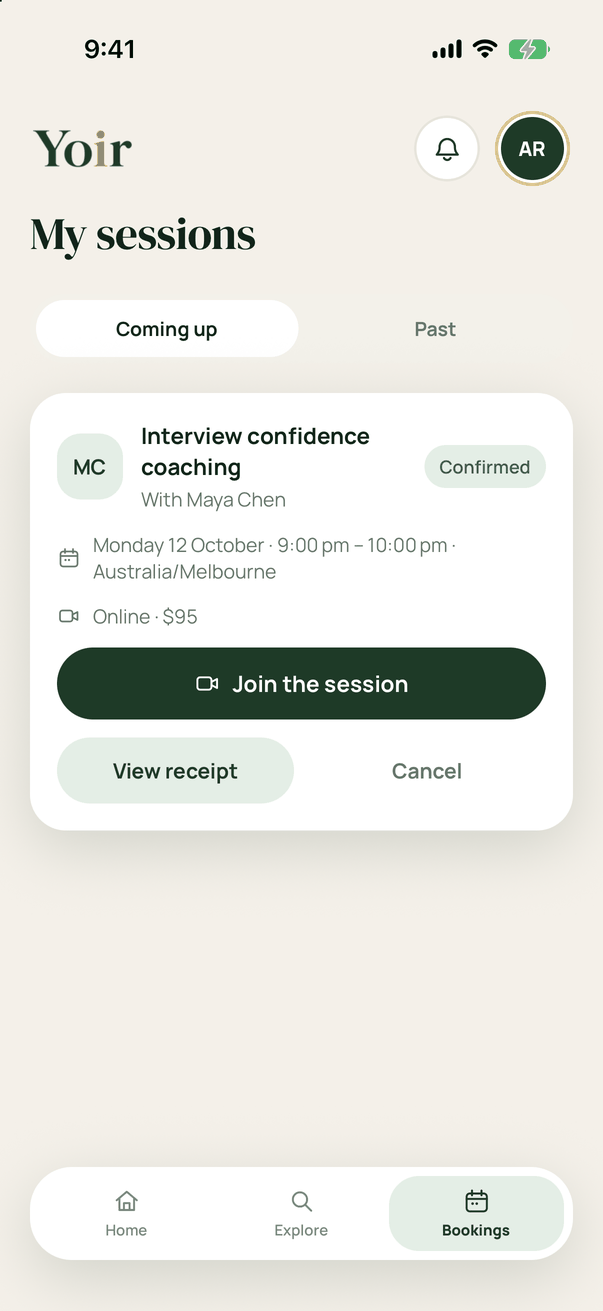 9:41
Yoir
AR
My sessions
Coming up
Past
MC
Interview confidence
coaching
With Maya Chen
Confirmed
Monday 12 October · 9:00 pm – 10:00 pm ·
Australia/Melbourne
Online · $95
Join the session
View receipt
Cancel
Home
Explore
Bookings